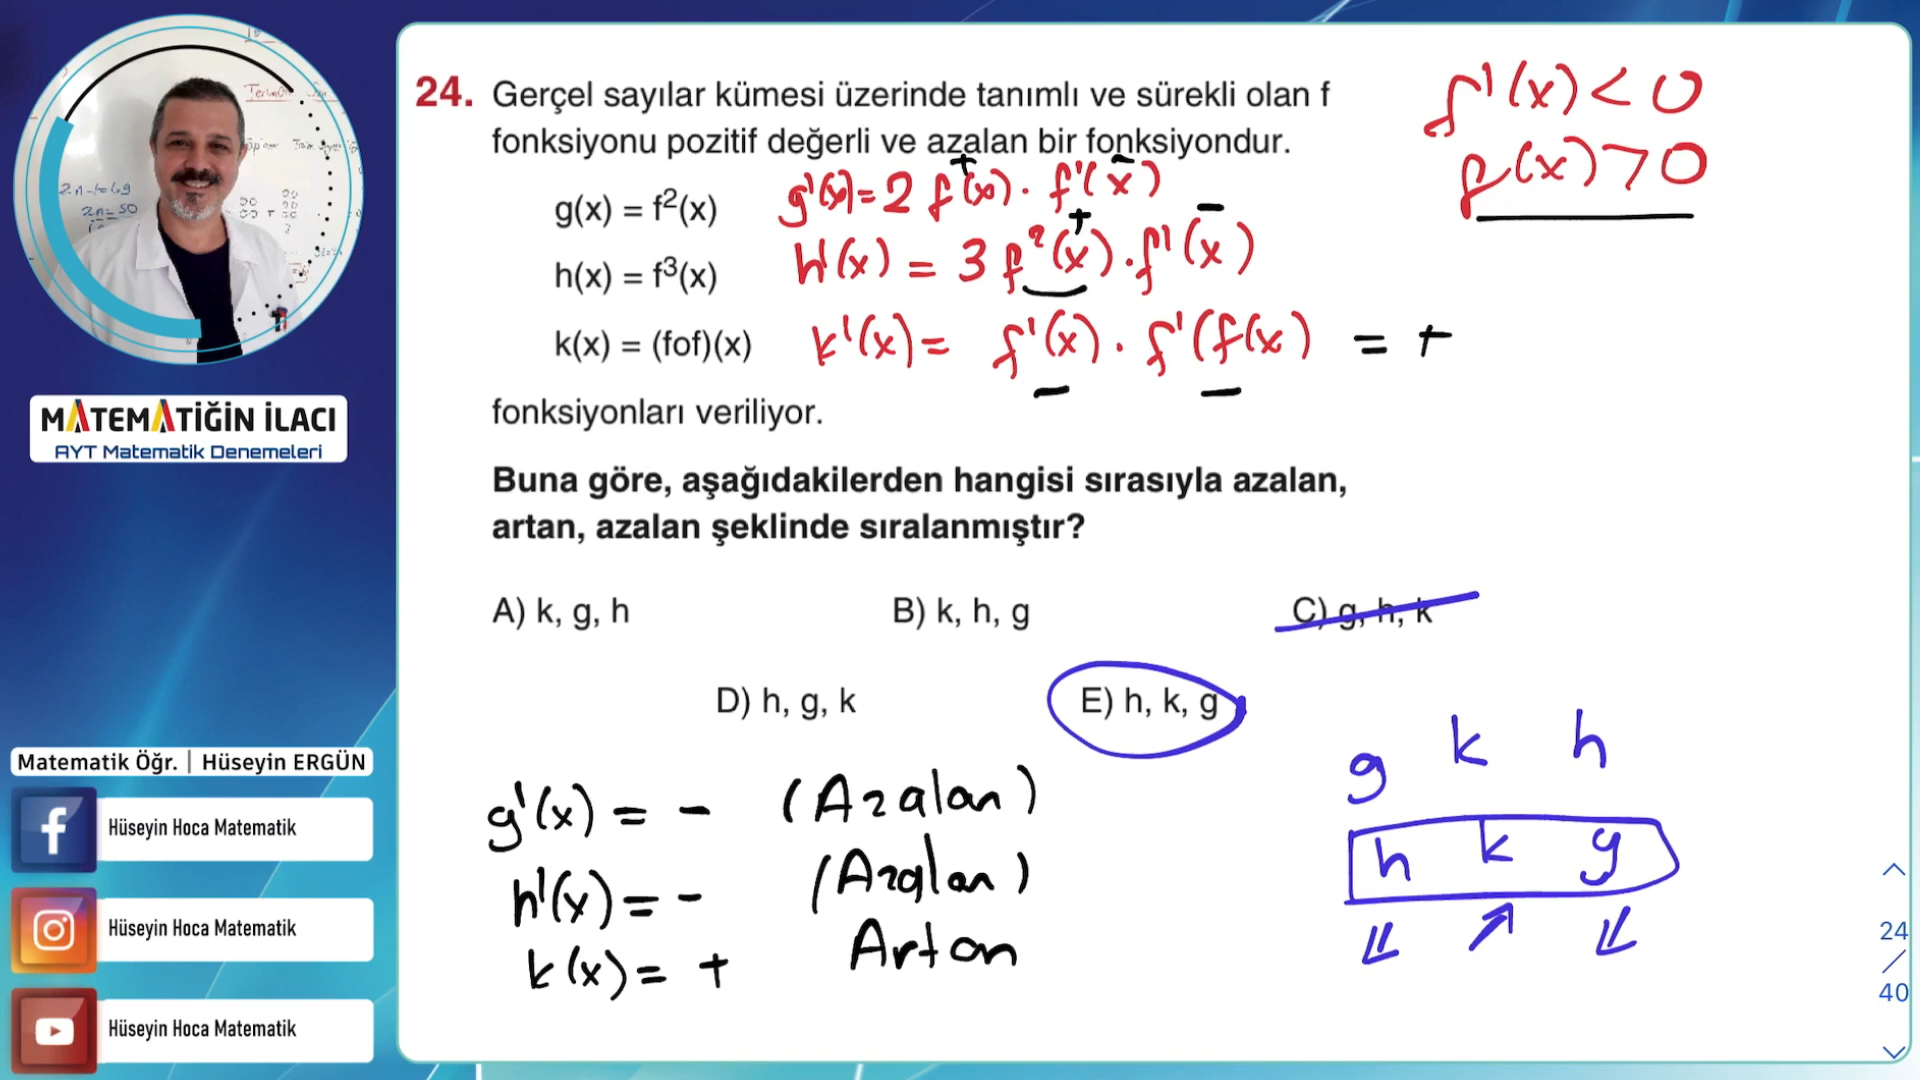 24. Gerçel sayılar kümesi üzerinde tanımlı ve sürekli olan f
fonksiyonu pozitif değerli ve azalan bir fonksiyondur.
f'(x) < 0
f(x) > 0
g(x) = f²(x)
g'(x) = 2 f(x) . f'(x)
+ -
h(x) = f³(x)
h'(x) = 3 f²(x) . f'(x)
+ -
k(x) = (fof)(x)
k'(x) = f'(x) . f'(f(x) = +
- -
fonksiyonları veriliyor.
Buna göre, aşağıdakilerden hangisi sırasıyla azalan,
artan, azalan şeklinde sıralanmıştır?
A) k, g, h
B) k, h, g
C) g, h, k
D) h, g, k
E) h, k, g
g'(x) = - (Azalan)
h'(x) = - (Azalan)
k(x) = + Artan
g k h
h k g
MATEMATİĞİN İLACI
AYT Matematik Denemeleri
Matematik Öğr. | Hüseyin ERGÜN
Hüseyin Hoca Matematik
Hüseyin Hoca Matematik
Hüseyin Hoca Matematik
24
/
40